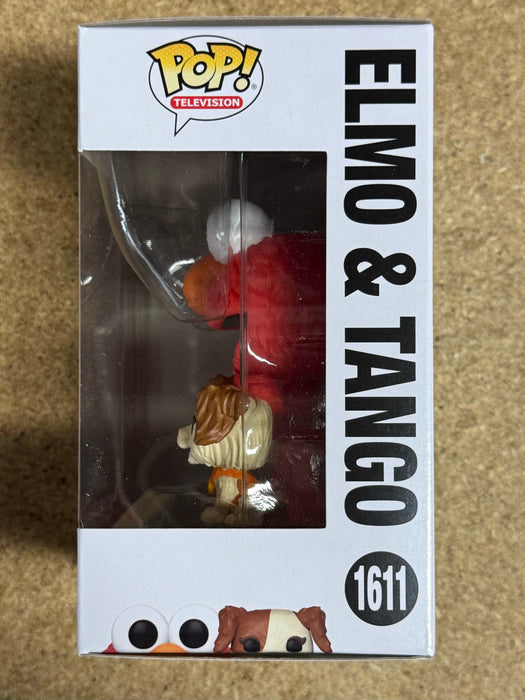 POP!
TELEVISION
ELMO & TANGO
1611